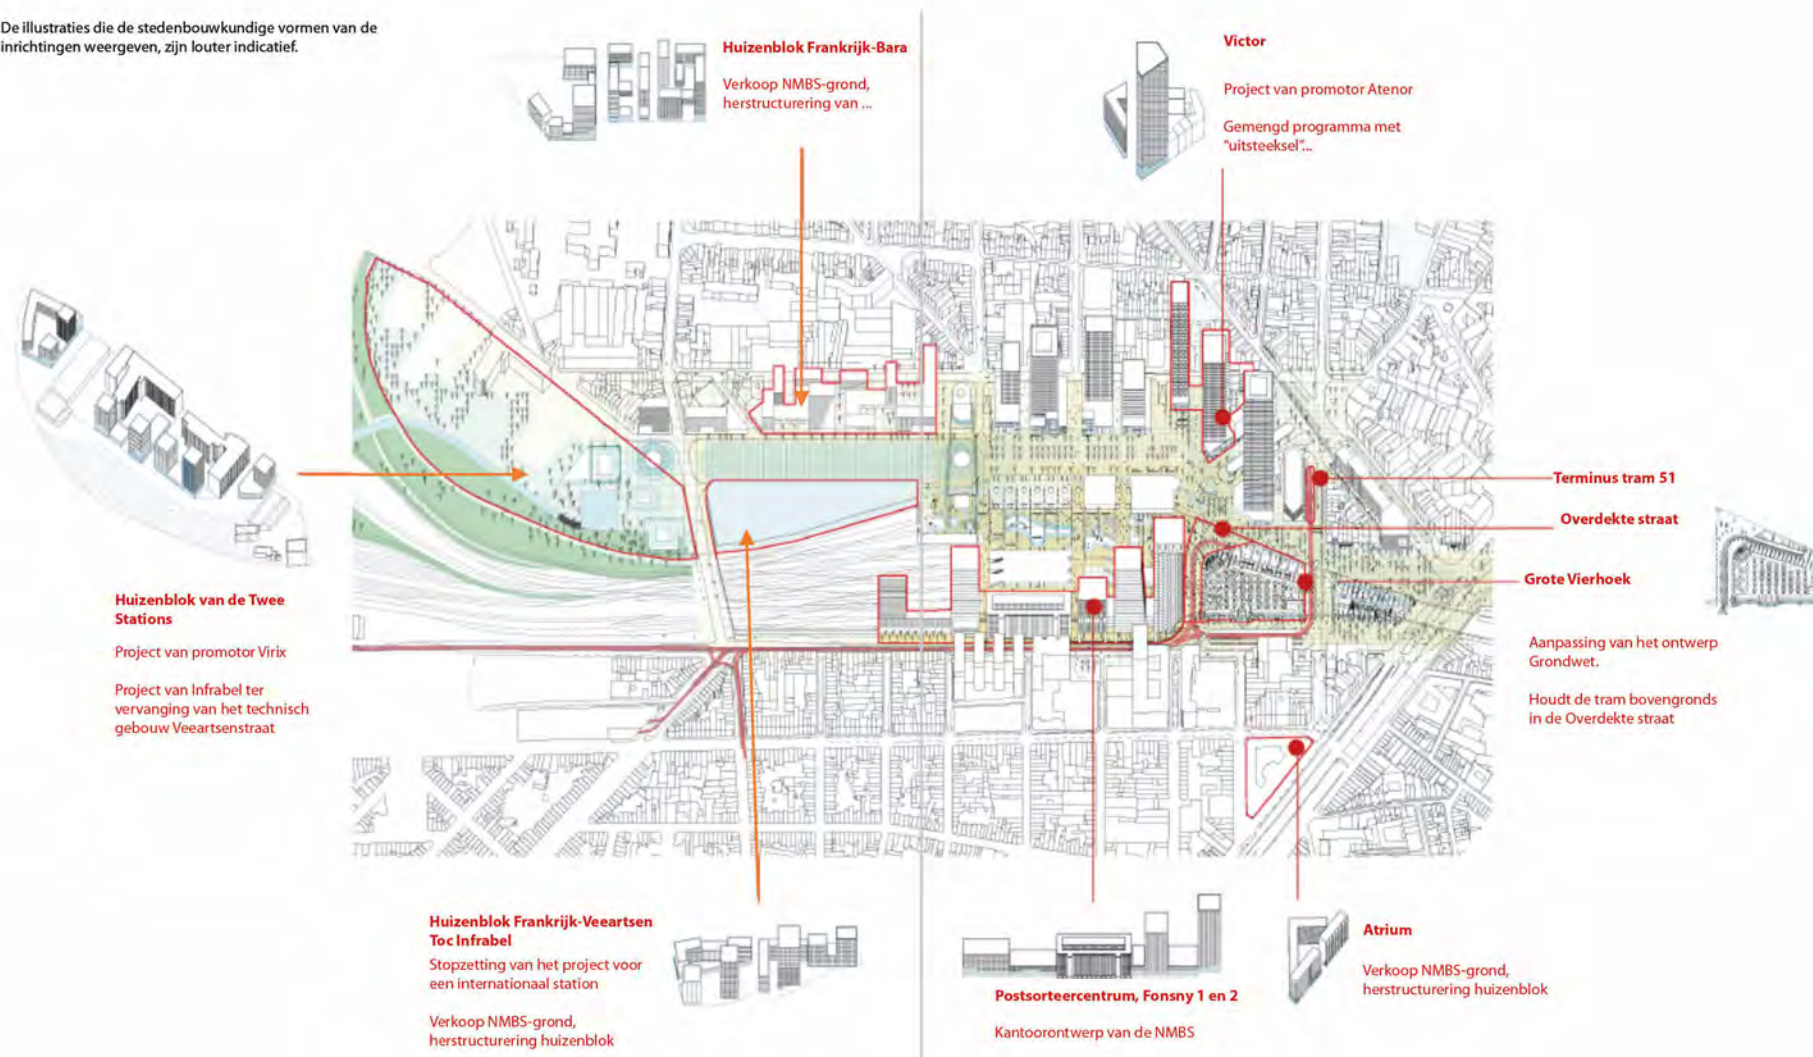 De illustraties die de stedenbouwkundige vormen van de
inrichtingen weergeven, zijn louter indicatief.
Huizenblok Frankrijk-Bara
Verkoop NMBS-grond,
herstructurering van ...
Victor
Project van promotor Atenor
Gemengd programma met
"uitsteeksel"...
Terminus tram 51
Overdekte straat
Grote Vierhoek
Aanpassing van het ontwerp
Grondwet.
Houdt de tram bovengronds
in de Overdekte straat
Huizenblok van de Twee
Stations
Project van promotor Virix
Project van Infrabel ter
vervanging van het technisch
gebouw Veeartsenstraat
Huizenblok Frankrijk-Veeartsen
Toc Infrabel
Stopzetting van het project voor
een internationaal station
Verkoop NMBS-grond,
herstructurering huizenblok
Postsorteercentrum, Fonsny 1 en 2
Kantoorontwerp van de NMBS
Atrium
Verkoop NMBS-grond,
herstructurering huizenblok